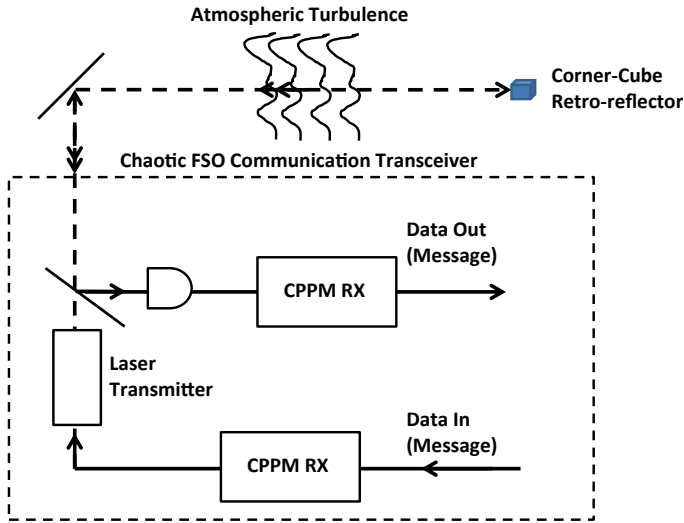 Atmospheric Turbulence
Corner-Cube
Retro-reflector
Chaotic FSO Communication Transceiver
Data Out
(Message)
CPPM RX
Laser
Transmitter
Data In
(Message)
CPPM RX